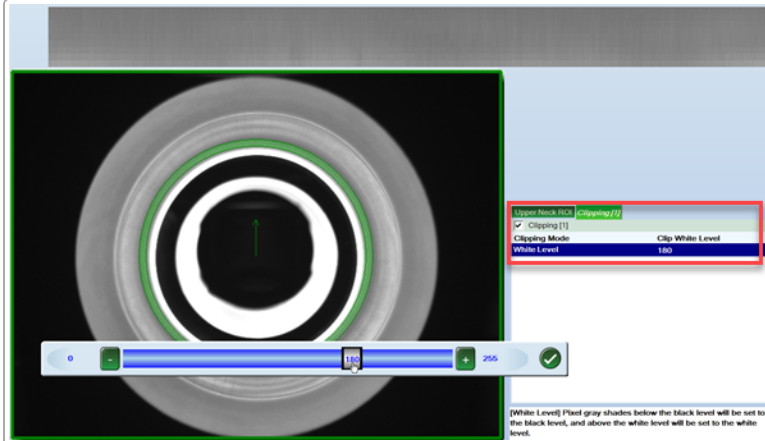 Upper Neck ROI Clipping [1]
Clipping [1]
Clipping Mode Clip White Level
White Level 180
0 - 180 + 255
[White Level] Pixel gray shades below the black level will be set to
the black level, and above the white level will be set to the white
level.